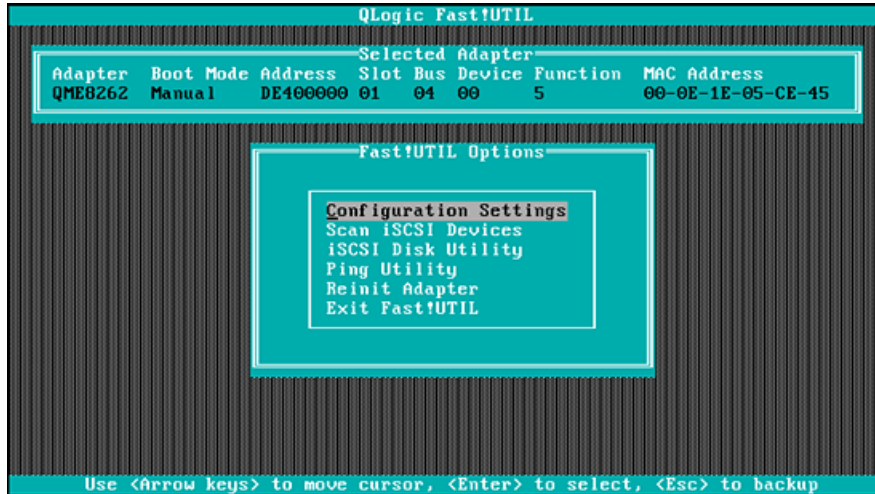 QLogic Fast!UTIL
Selected Adapter
Adapter Boot Mode Address Slot Bus Device Function MAC Address
QME8262 Manual DE400000 01 04 00 5 00-0E-1E-05-CE-45
Fast!UTIL Options
Configuration Settings
Scan iSCSI Devices
iSCSI Disk Utility
Ping Utility
Reinit Adapter
Exit Fast!UTIL
Use <Arrow keys> to move cursor, <Enter> to select, <Esc> to backup